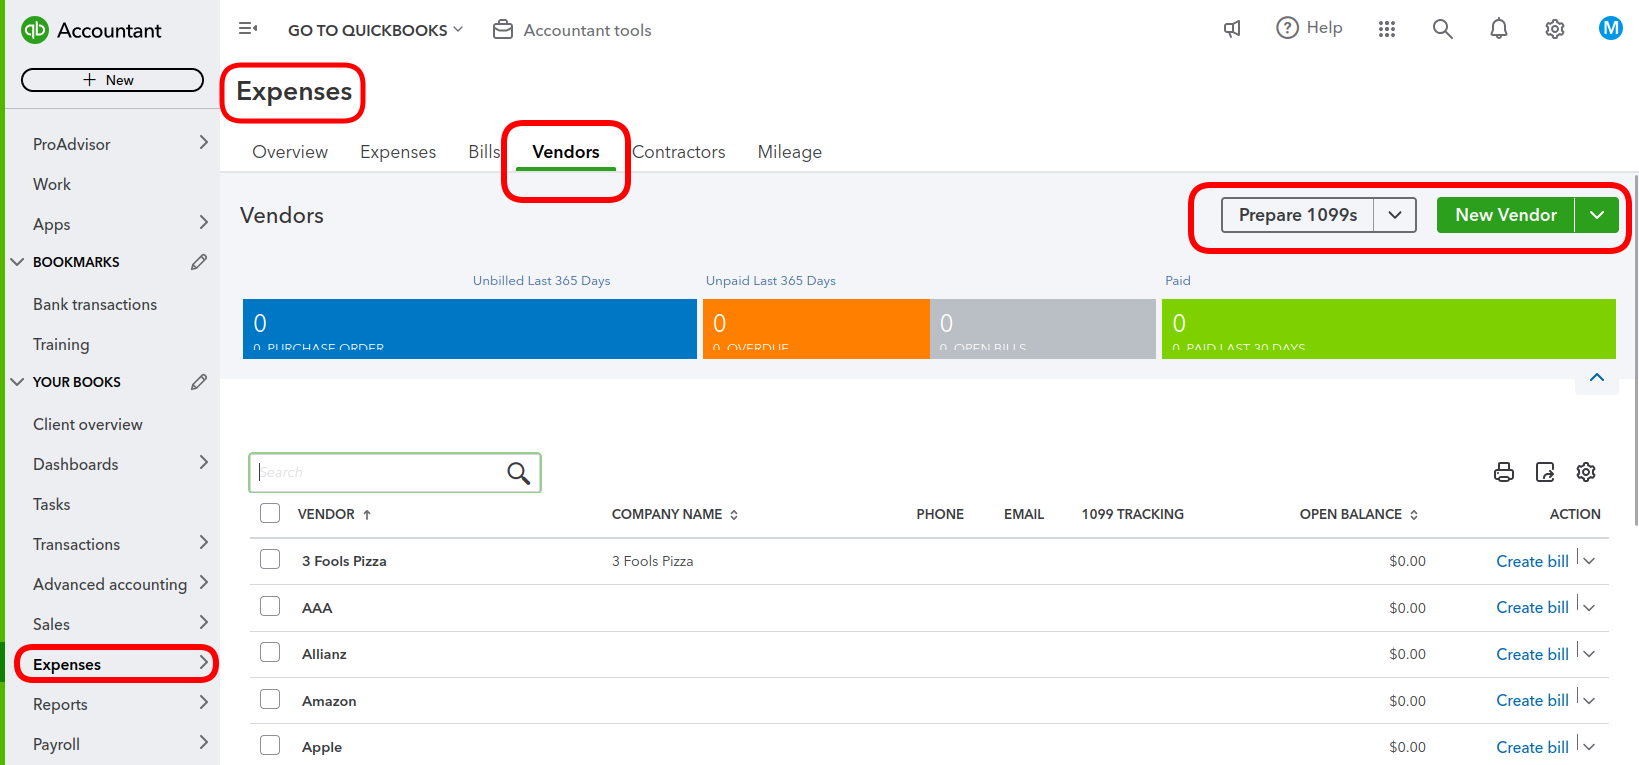 qb Accountant
GO TO QUICKBOOKS
Accountant tools
Help
M
+ New
Expenses
Overview Expenses Bills Vendors Contractors Mileage
ProAdvisor
Work
Apps
BOOKMARKS
Bank transactions
Training
YOUR BOOKS
Client overview
Dashboards
Tasks
Transactions
Advanced accounting
Sales
Expenses
Reports
Payroll
Vendors
Prepare 1099s
New Vendor
Unbilled Last 365 Days Unpaid Last 365 Days Paid
0 0 0 0
0 PURCHASE ORDER 0 OVERDUE 0 OPEN BILLS 0 PAID LAST 30 DAYS
Search
VENDOR COMPANY NAME PHONE EMAIL 1099 TRACKING OPEN BALANCE ACTION
3 Fools Pizza 3 Fools Pizza $0.00 Create bill
AAA $0.00 Create bill
Allianz $0.00 Create bill
Amazon $0.00 Create bill
Apple $0.00 Create bill